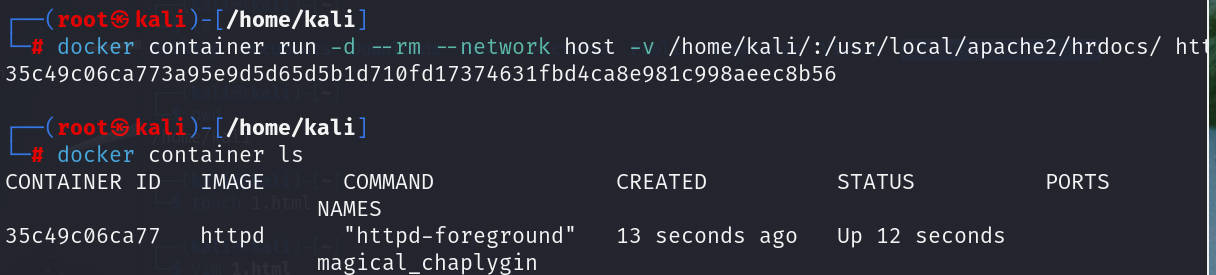 ┌──(root㉿kali)-[/home/kali]
└─# docker container run -d --rm --network host -v /home/kali/:/usr/local/apache2/hrdocs/ htt
35c49c06ca773a95e9d5d65d5b1d710fd17374631fbd4ca8e981c998aeec8b56
┌──(root㉿kali)-[/home/kali]
└─# docker container ls
CONTAINER ID   IMAGE     COMMAND              CREATED          STATUS          PORTS
NAMES
35c49c06ca77   httpd     "httpd-foreground"   13 seconds ago   Up 12 seconds
magical_chaplygin